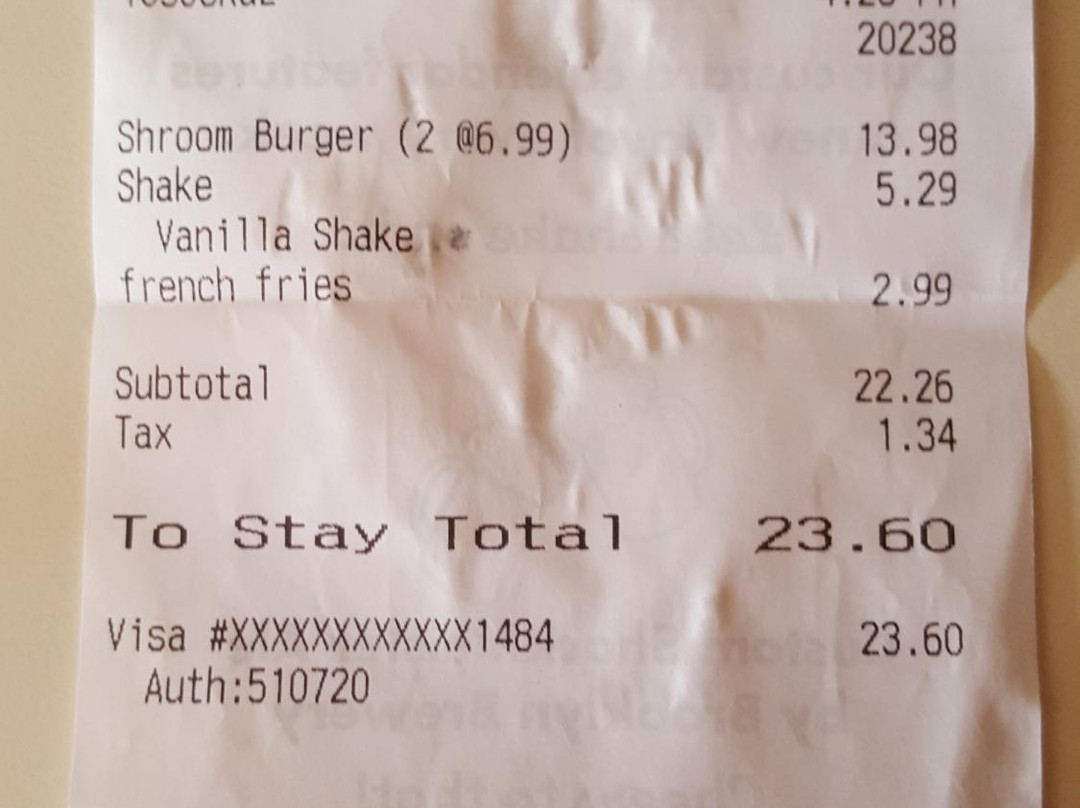 20238
Shroom Burger (2 @6.99) 13.98
Shake 5.29
Vanilla Shake
french fries 2.99
Subtotal 22.26
Tax 1.34
To Stay Total 23.60
Visa #XXXXXXXXXXXX1484 23.60
Auth:510720